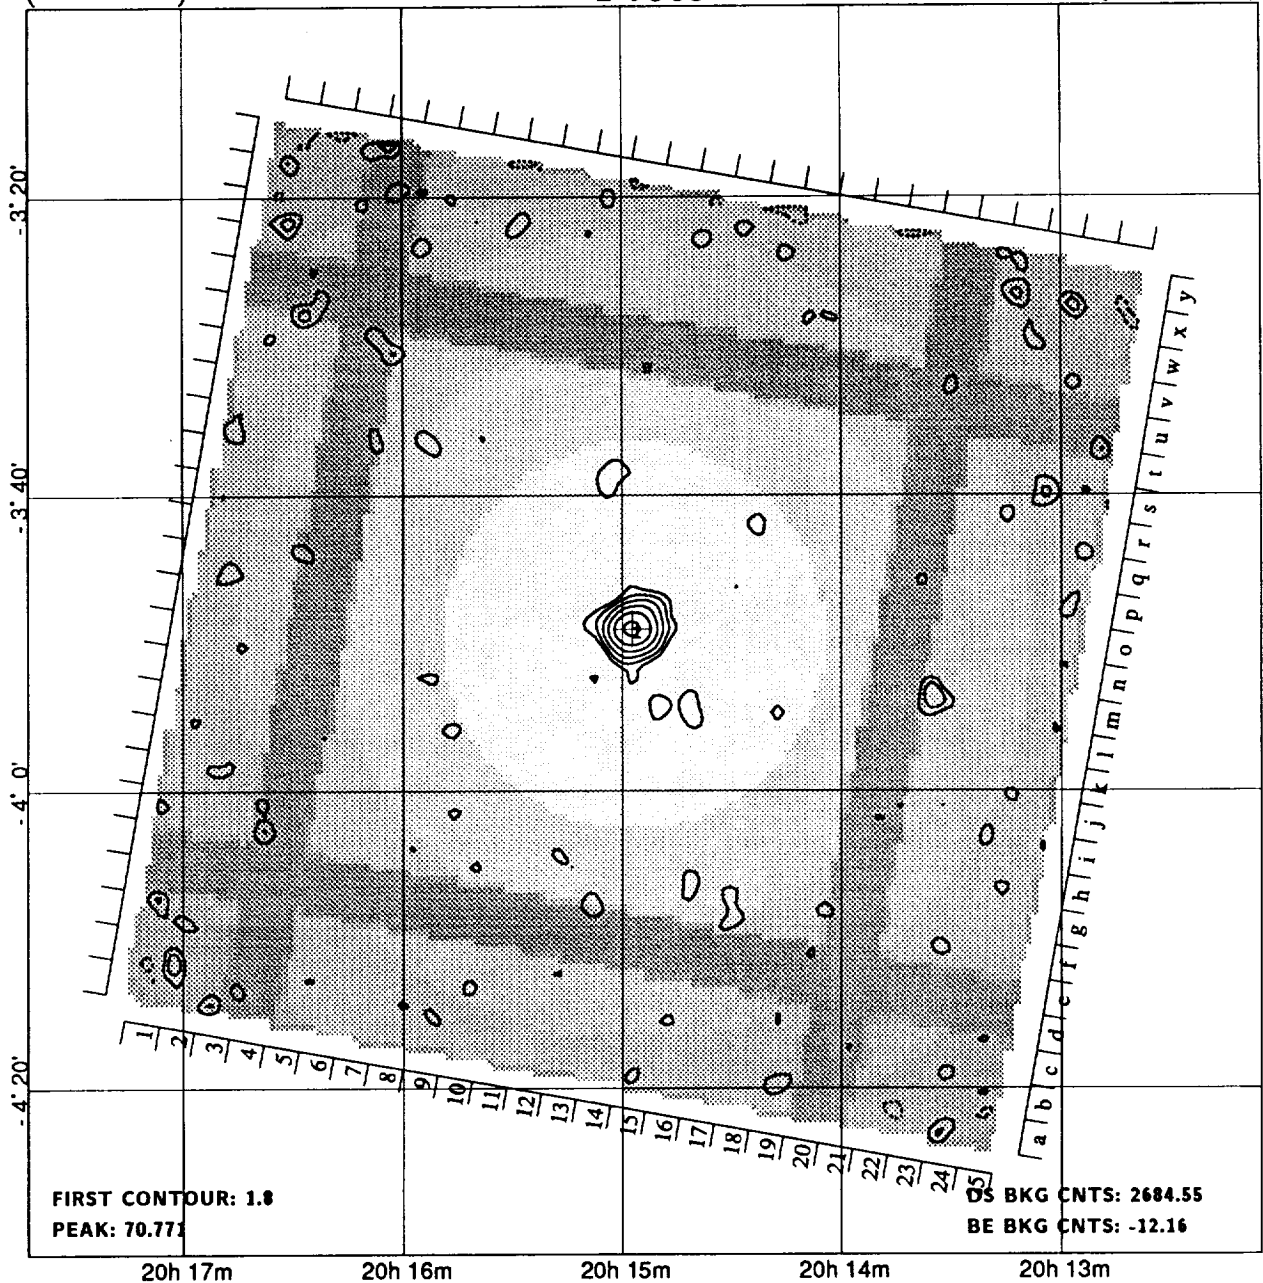 - 3° 20'
- 3° 40'
- 4° 0'
- 4° 20'
y
x
w
v
u
t
s
r
q
p
o
n
m
l
k
j
i
h
g
f
e
d
c
b
a
1 2 3 4 5 6 7 8 9 10 11 12 13 14 15 16 17 18 19 20 21 22 23 24 25
FIRST CONTOUR: 1.8
PEAK: 70.771
DS BKG CNTS: 2684.55
BE BKG CNTS: -12.16
20h 17m 20h 16m 20h 15m 20h 14m 20h 13m